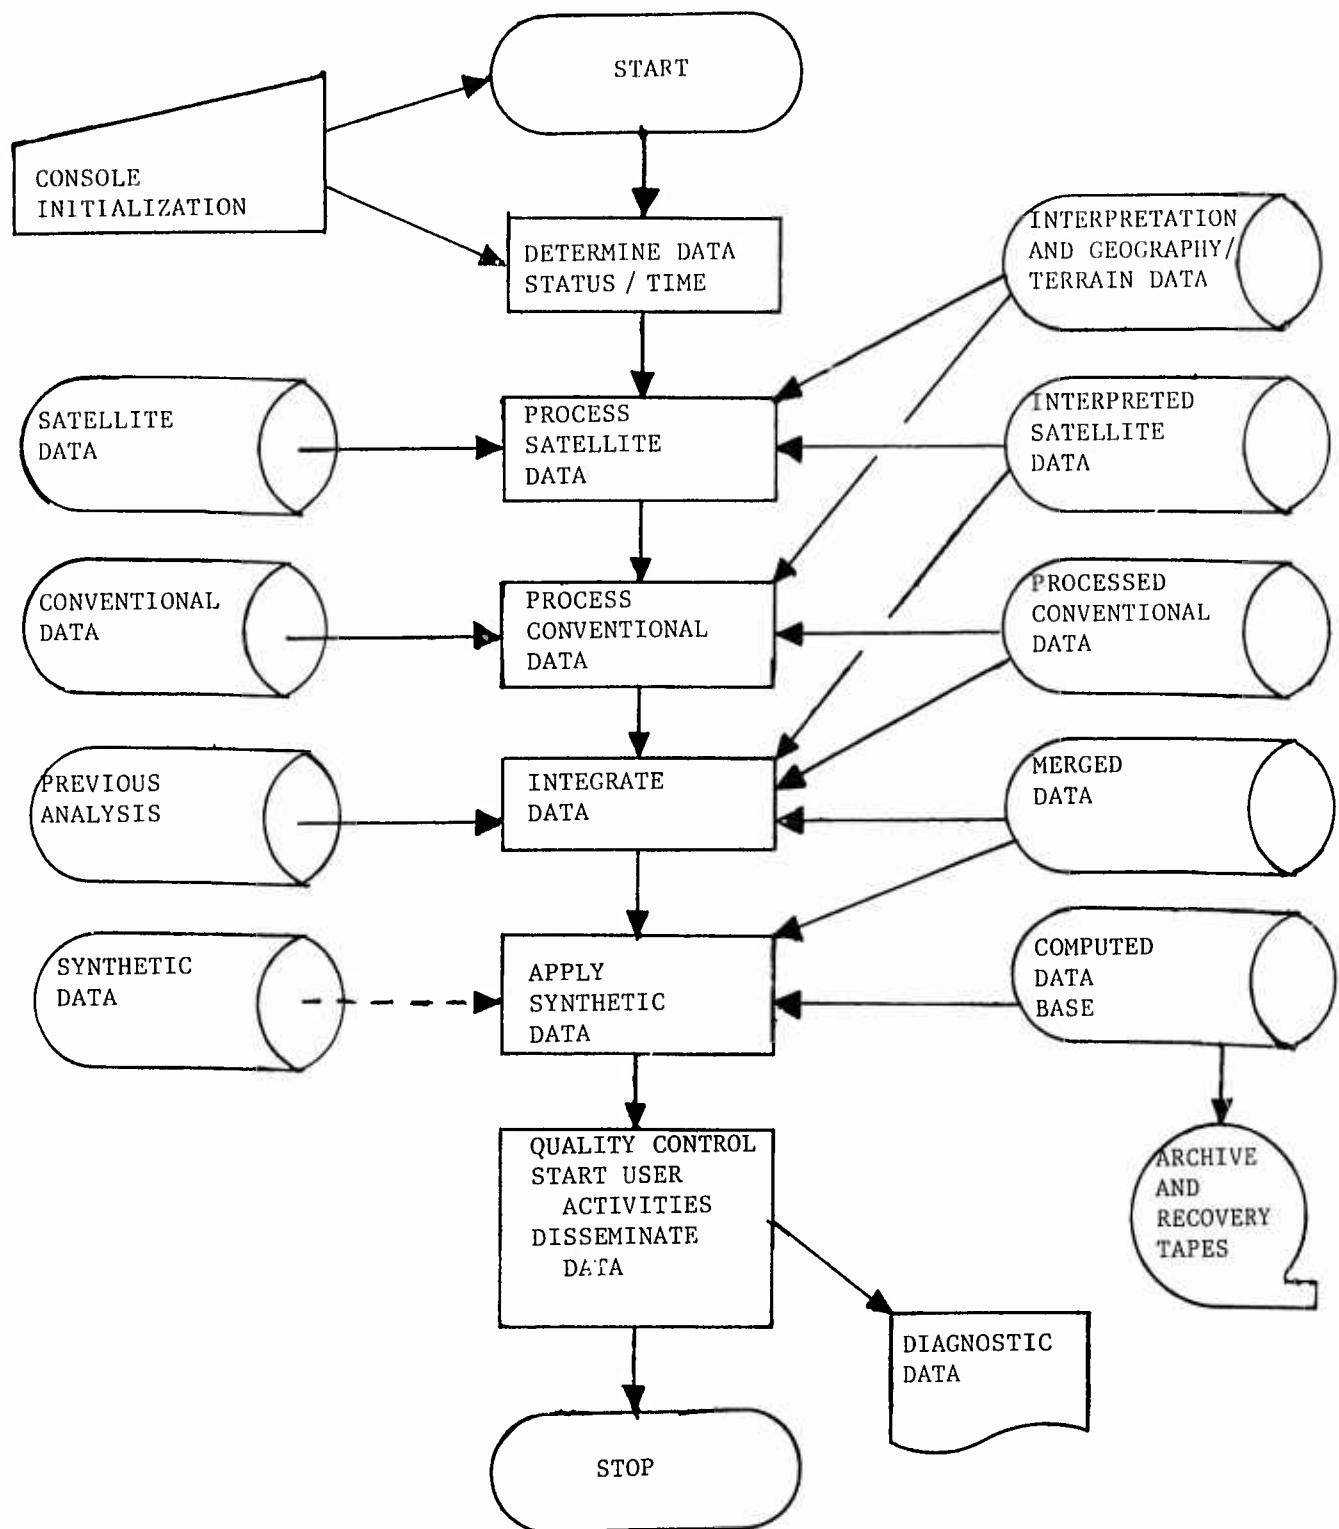 START
CONSOLE
INITIALIZATION
DETERMINE DATA
STATUS / TIME
INTERPRETATION
AND GEOGRAPHY/
TERRAIN DATA
SATELLITE
DATA
PROCESS
SATELLITE
DATA
INTERPRETED
SATELLITE
DATA
CONVENTIONAL
DATA
PROCESS
CONVENTIONAL
DATA
PROCESSED
CONVENTIONAL
DATA
PREVIOUS
ANALYSIS
INTEGRATE
DATA
MERGED
DATA
SYNTHETIC
DATA
APPLY
SYNTHETIC
DATA
COMPUTED
DATA
BASE
QUALITY CONTROL
START USER
ACTIVITIES
DISSEMINATE
DATA
ARCHIVE
AND
RECOVERY
TAPES
DIAGNOSTIC
DATA
STOP